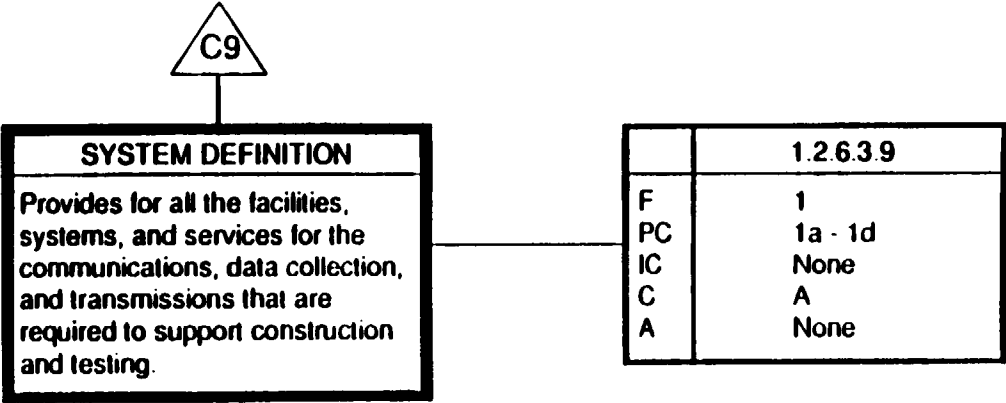 C9
SYSTEM DEFINITION
Provides for all the facilities,
systems, and services for the
communications, data collection,
and transmissions that are
required to support construction
and testing.
1.2.6.3.9
F 1
PC 1a - 1d
IC None
C A
A None